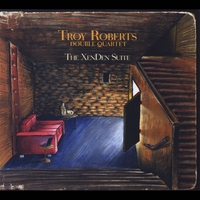 TROY ROBERTS
DOUBLE QUARTET
THE XENDEN SUITE